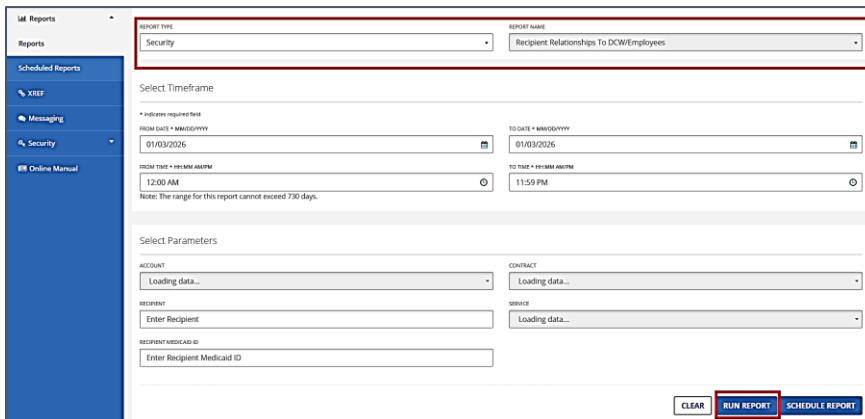 Reports
Reports
Scheduled Reports
XREF
Messaging
Security
Online Manual
REPORT TYPE
REPORT NAME
Security
Recipient Relationships To DCW/Employees
Select Timeframe
* indicates required field
FROM DATE * MM/DD/YYYY
TO DATE * MM/DD/YYYY
01/03/2026
01/03/2026
FROM TIME * HH:MM AM/PM
TO TIME * HH:MM AM/PM
12:00 AM
11:59 PM
Note: The range for this report cannot exceed 730 days.
Select Parameters
ACCOUNT
CONTRACT
Loading data...
Loading data...
RECIPIENT
SERVICE
Enter Recipient
Loading data...
RECIPIENT MEDICAID ID
Enter Recipient Medicaid ID
CLEAR
RUN REPORT
SCHEDULE REPORT